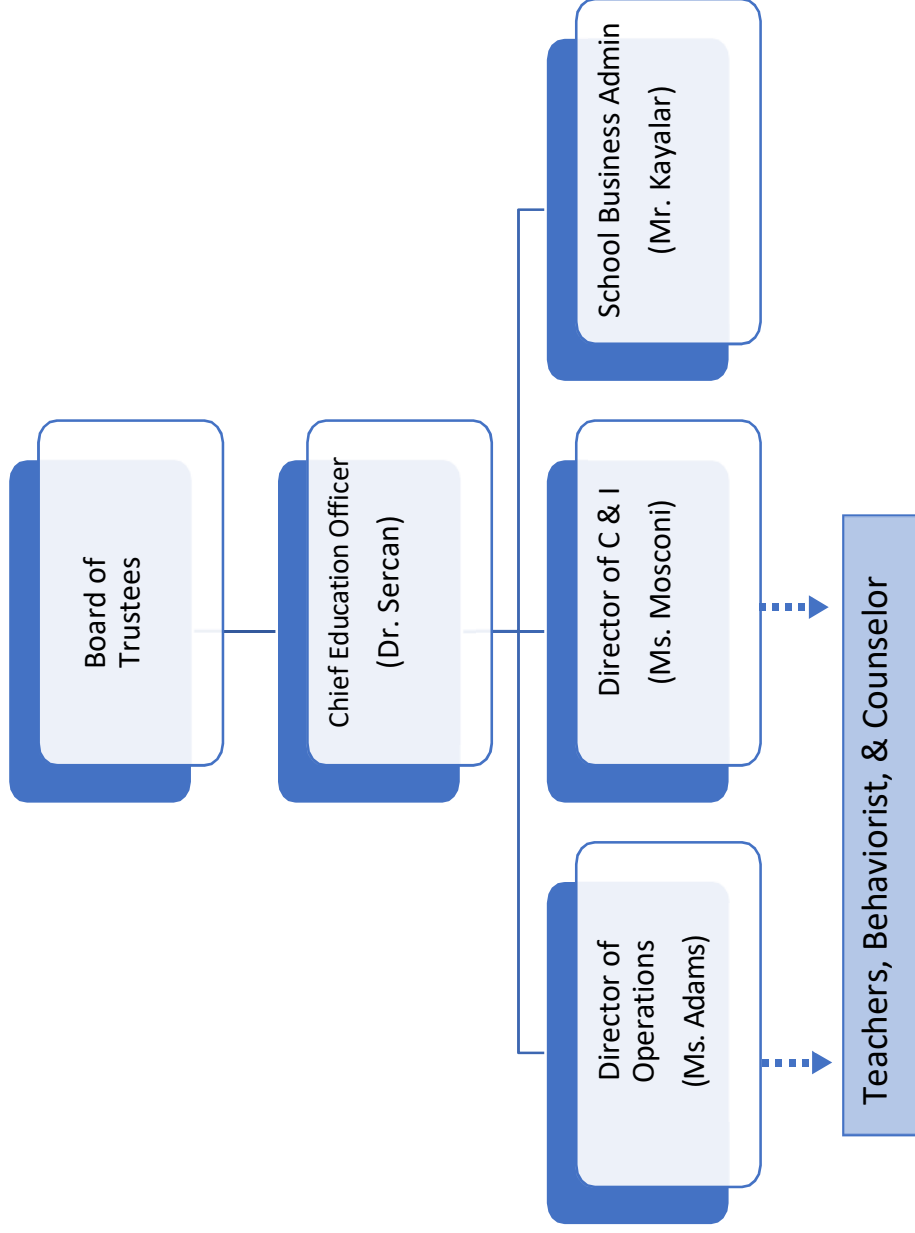 Board of
Trustees
Chief Education Officer
(Dr. Sercan)
Director of
Operations
(Ms. Adams)
Director of C & I
(Ms. Mosconi)
School Business Admin
(Mr. Kayalar)
Teachers, Behaviorist, & Counselor